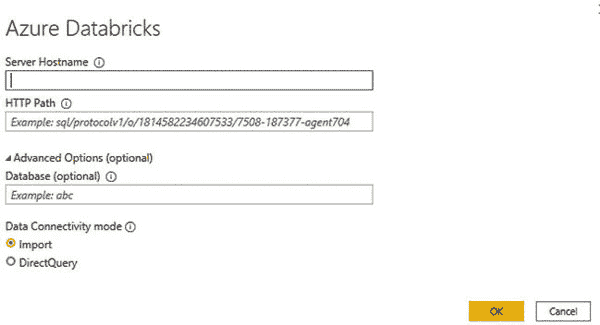 Azure Databricks
Server Hostname
HTTP Path
Example: sql/protocolv1/o/1814582234607533/7508-187377-agent704
Advanced Options (optional)
Database (optional)
Example: abc
Data Connectivity mode
Import
DirectQuery
OK Cancel